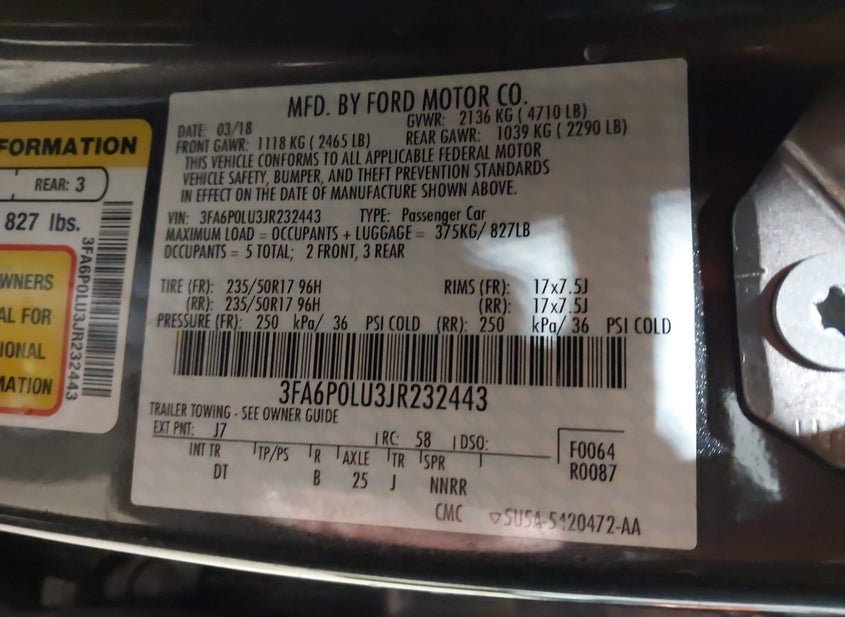 FORMATION
REAR: 3
827 lbs.
WNERS
AL FOR
IONAL
MATION
3FA6P0LU3JR232443
MFD. BY FORD MOTOR CO.
DATE: 03/18 GVWR: 2136 KG ( 4710 LB)
FRONT GAWR: 1118 KG ( 2465 LB) REAR GAWR: 1039 KG ( 2290 LB)
THIS VEHICLE CONFORMS TO ALL APPLICABLE FEDERAL MOTOR
VEHICLE SAFETY, BUMPER, AND THEFT PREVENTION STANDARDS
IN EFFECT ON THE DATE OF MANUFACTURE SHOWN ABOVE.
VIN: 3FA6P0LU3JR232443 TYPE: Passenger Car
MAXIMUM LOAD = OCCUPANTS + LUGGAGE = 375KG/ 827LB
OCCUPANTS = 5 TOTAL; 2 FRONT, 3 REAR
TIRE (FR): 235/50R17 96H RIMS (FR): 17x7.5J
(RR): 235/50R17 96H (RR): 17x7.5J
PRESSURE (FR): 250 kPa/ 36 PSI COLD (RR): 250 kPa/ 36 PSI COLD
3FA6P0LU3JR232443
TRAILER TOWING - SEE OWNER GUIDE
EXT PNT: J7 RC: 58 DSO:
INT TR TP/PS R AXLE TR SPR
DT B 25 J NNRR
F0064
R0087
CMC ▽5U5A-5420472-AA